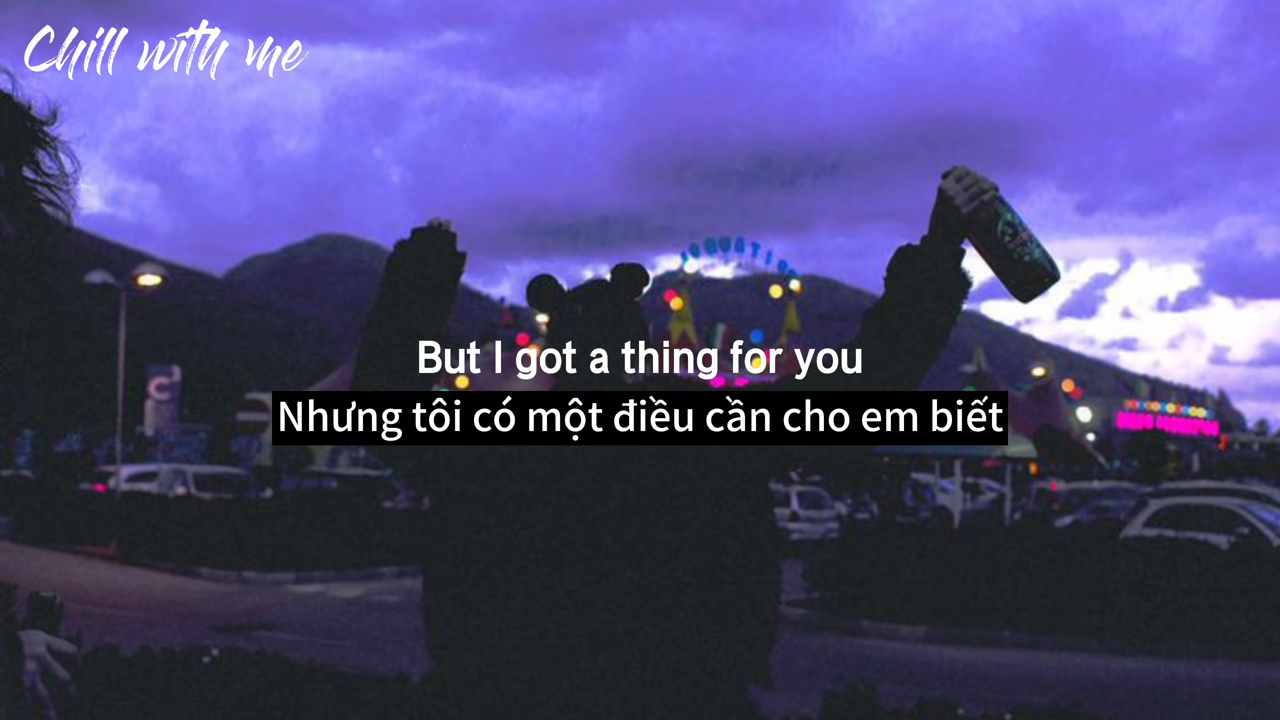 Chill with me
But I got a thing for you
Nhưng tôi có một điều cần cho em biết